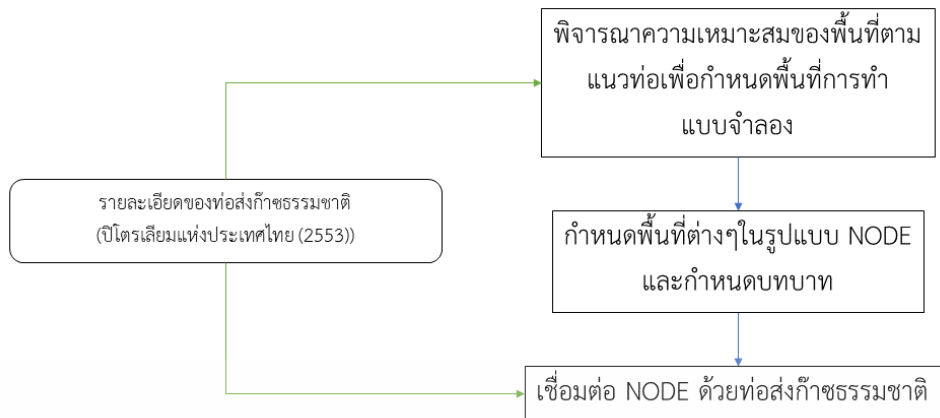 พิจารณาความเหมาะสมของพื้นที่ตาม
แนวท่อเพื่อกำหนดพื้นที่การทำ
แบบจำลอง
รายละเอียดของท่อส่งก๊าซธรรมชาติ
(ปิโตรเลียมแห่งประเทศไทย (2553))
กำหนดพื้นที่ต่างๆในรูปแบบ NODE
และกำหนดบทบาท
เชื่อมต่อ NODE ด้วยท่อส่งก๊าซธรรมชาติ